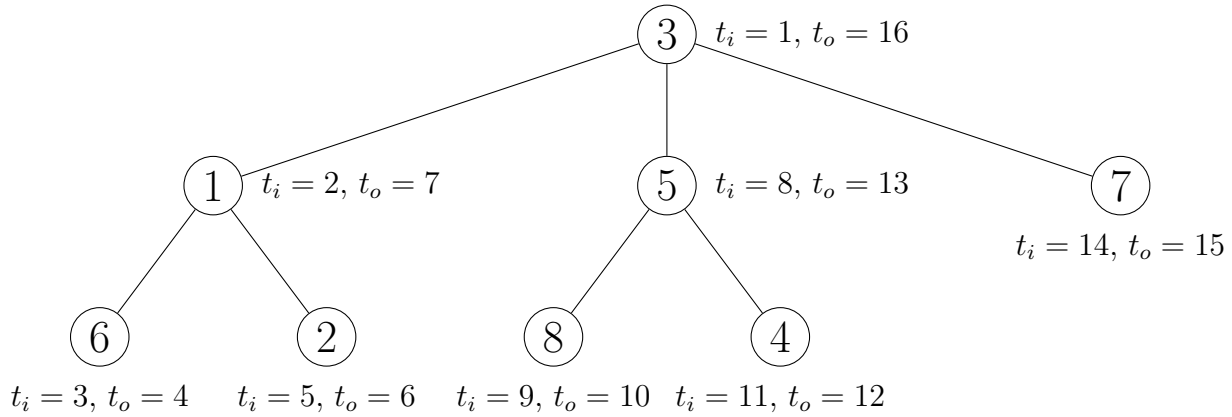 3 t_i = 1, t_o = 16
1 t_i = 2, t_o = 7
5 t_i = 8, t_o = 13
7
t_i = 14, t_o = 15
6 2 8 4
t_i = 3, t_o = 4 t_i = 5, t_o = 6 t_i = 9, t_o = 10 t_i = 11, t_o = 12